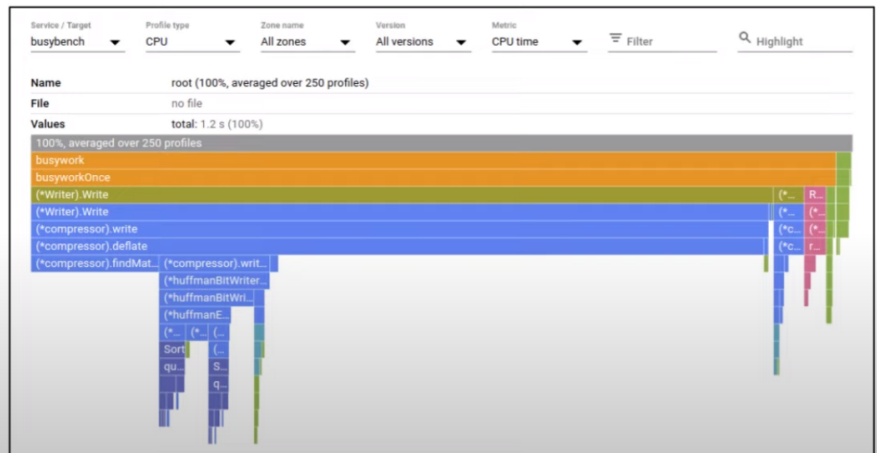 Service / Target Profile type Zone name Version Metric
busybench CPU All zones All versions CPU time Filter Highlight
Name root (100%, averaged over 250 profiles)
File no file
Values total: 1.2 s (100%)
100%, averaged over 250 profiles
busywork
busyworkOnce
(*Writer).Write (*... R...
(*Writer).Write (*... (*...
(*compressor).write (*c... (*...
(*compressor).deflate (*c... r...
(*compressor).findMat... (*compressor).writ...
(*huffmanBitWriter...
(*huffmanBitWri...
(*huffmanE...
(*... (*... (...
Sort (...
qu... S...
q...